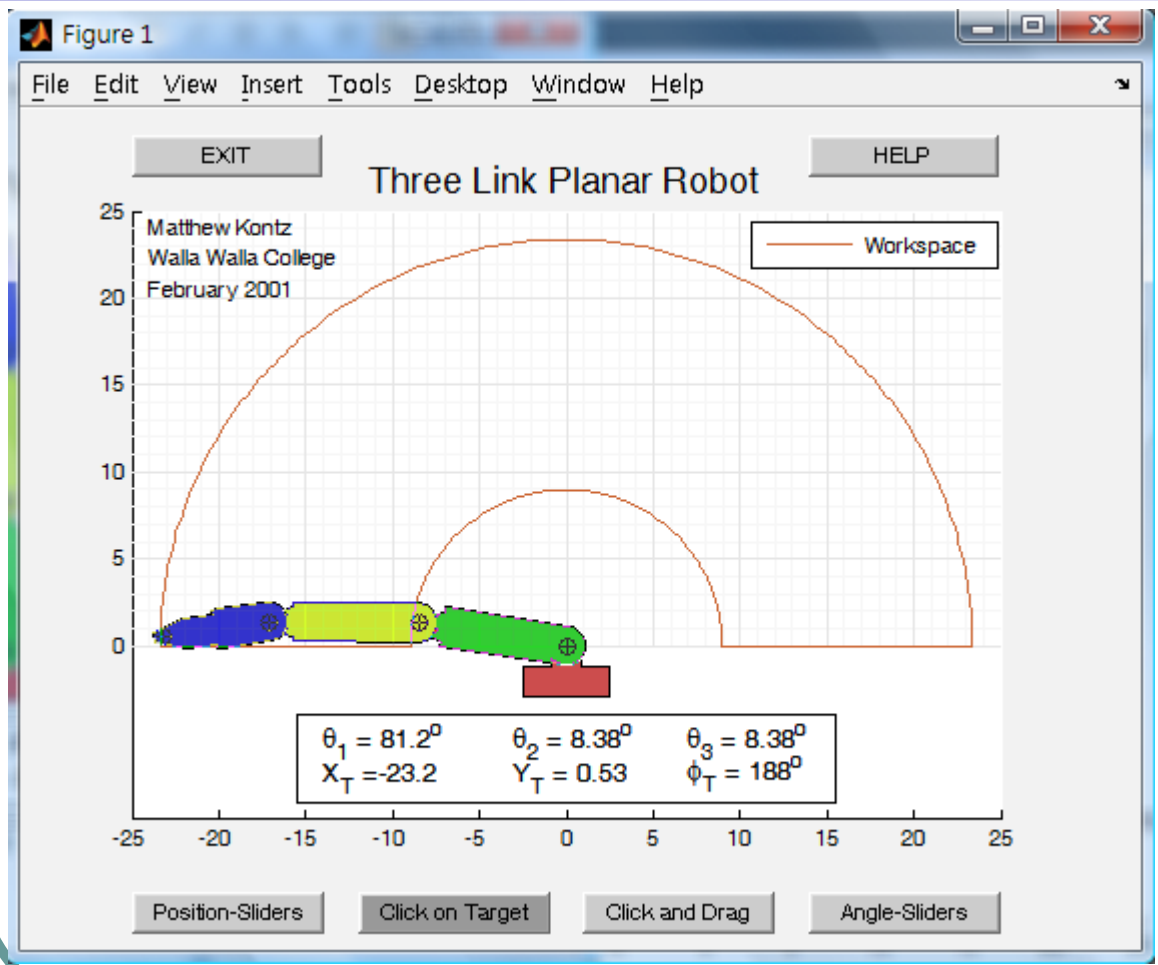 Figure 1
File Edit View Insert Tools Desktop Window Help
EXIT
HELP
Three Link Planar Robot
Matthew Kontz
Walla Walla College
February 2001
Workspace
25
20
15
10
5
0
θ1 = 81.2o θ2 = 8.38o θ3 = 8.38o
XT =-23.2 YT = 0.53 ϕT = 188o
-25 -20 -15 -10 -5 0 5 10 15 20 25
Position-Sliders Click on Target Click and Drag Angle-Sliders